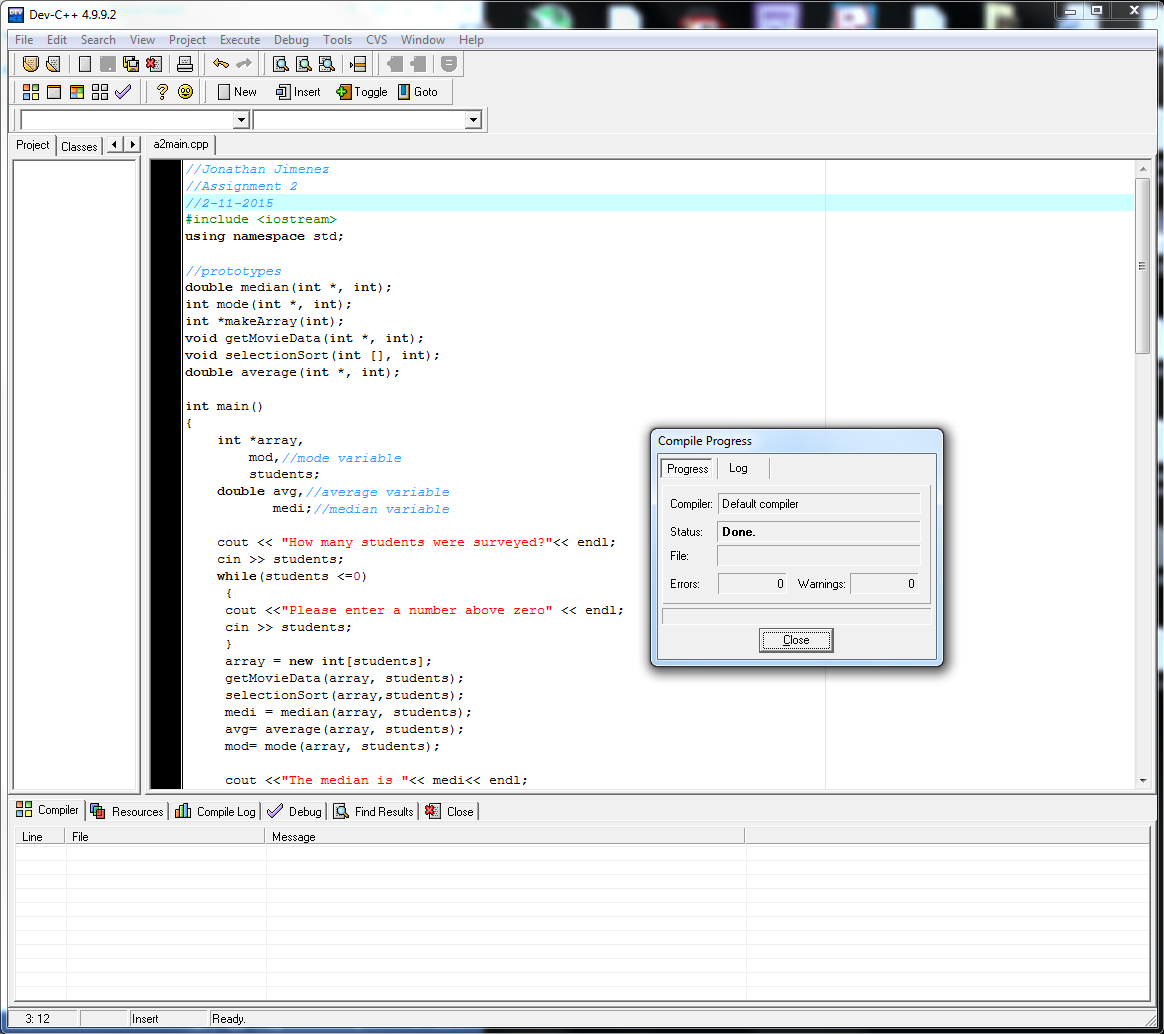 Dev-C++ 4.9.9.2
File Edit Search View Project Execute Debug Tools CVS Window Help
New Insert Toggle Goto
Project Classes a2main.cpp
//Jonathan Jimenez
//Assignment 2
//2-11-2015
#include <iostream>
using namespace std;
//prototypes
double median(int *, int);
int mode(int *, int);
int *makeArray(int);
void getMovieData(int *, int);
void selectionSort(int [], int);
double average(int *, int);
int main()
{
int *array,
mod,//mode variable
students;
double avg,//average variable
medi;//median variable
cout << "How many students were surveyed?"<< endl;
cin >> students;
while(students <=0)
{
cout <<"Please enter a number above zero" << endl;
cin >> students;
}
array = new int[students];
getMovieData(array, students);
selectionSort(array,students);
medi = median(array, students);
avg= average(array, students);
mod= mode(array, students);
cout <<"The median is "<< medi<< endl;
Compile Progress
Progress Log
Compiler: Default compiler
Status: Done.
File:
Errors: 0 Warnings: 0
Close
Compiler Resources Compile Log Debug Find Results Close
Line File Message
3: 12 Insert Ready.